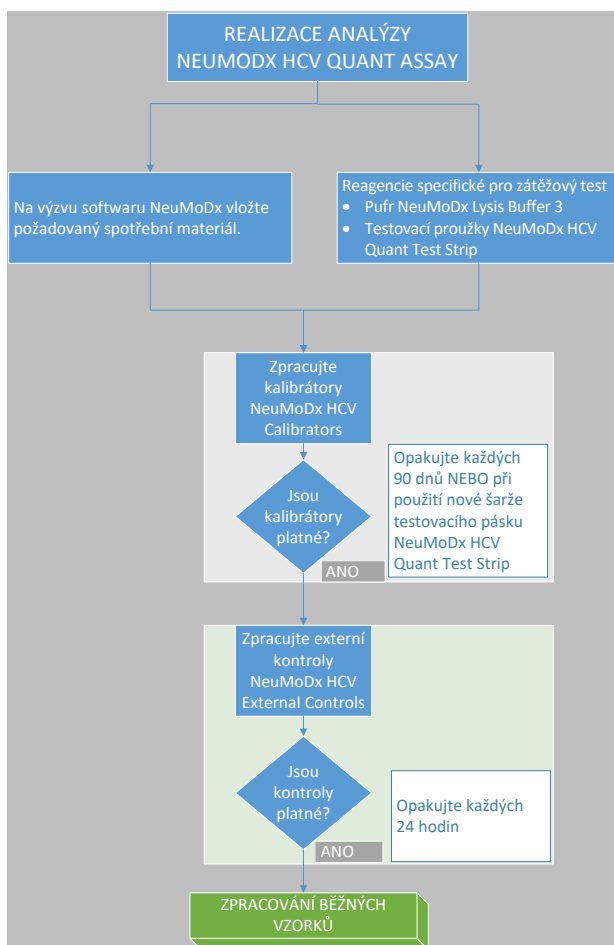 REALIZACE ANALÝZY
NEUMODX HCV QUANT ASSAY
Na výzvu softwaru NeuMoDx vložte
požadovaný spotřební materiál.
Reagencie specifické pro zátěžový test
• Pufr NeuMoDx Lysis Buffer 3
• Testovací proužky NeuMoDx HCV
Quant Test Strip
Zpracujte
kalibrátory
NeuMoDx HCV
Calibrators
Jsou
kalibrátory
platné?
Opakujte každých
90 dnů NEBO při
použití nové šarže
testovacího pásku
NeuMoDx HCV
Quant Test Strip
ANO
Zpracujte externí
kontroly
NeuMoDx HCV
External Controls
Jsou
kontroly
platné?
Opakujte každých
24 hodin
ANO
ZPRACOVÁNÍ BĚŽNÝCH
VZORKŮ